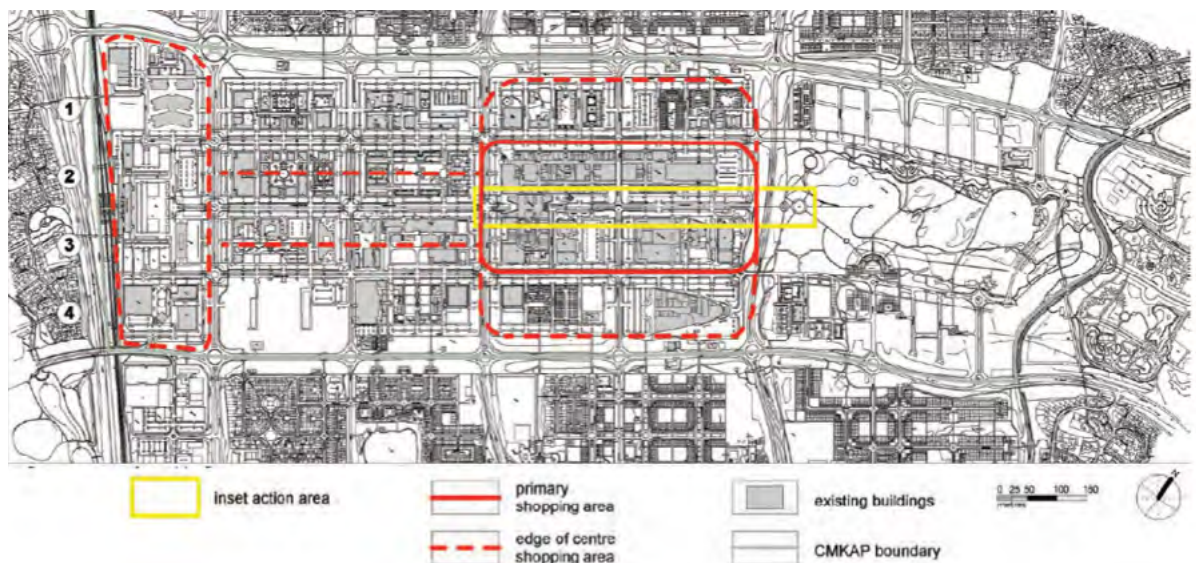 1
2
3
4
inset action area
primary
shopping area
edge of centre
shopping area
existing buildings
CMKAP boundary
0 25 50 100 150
metres
N